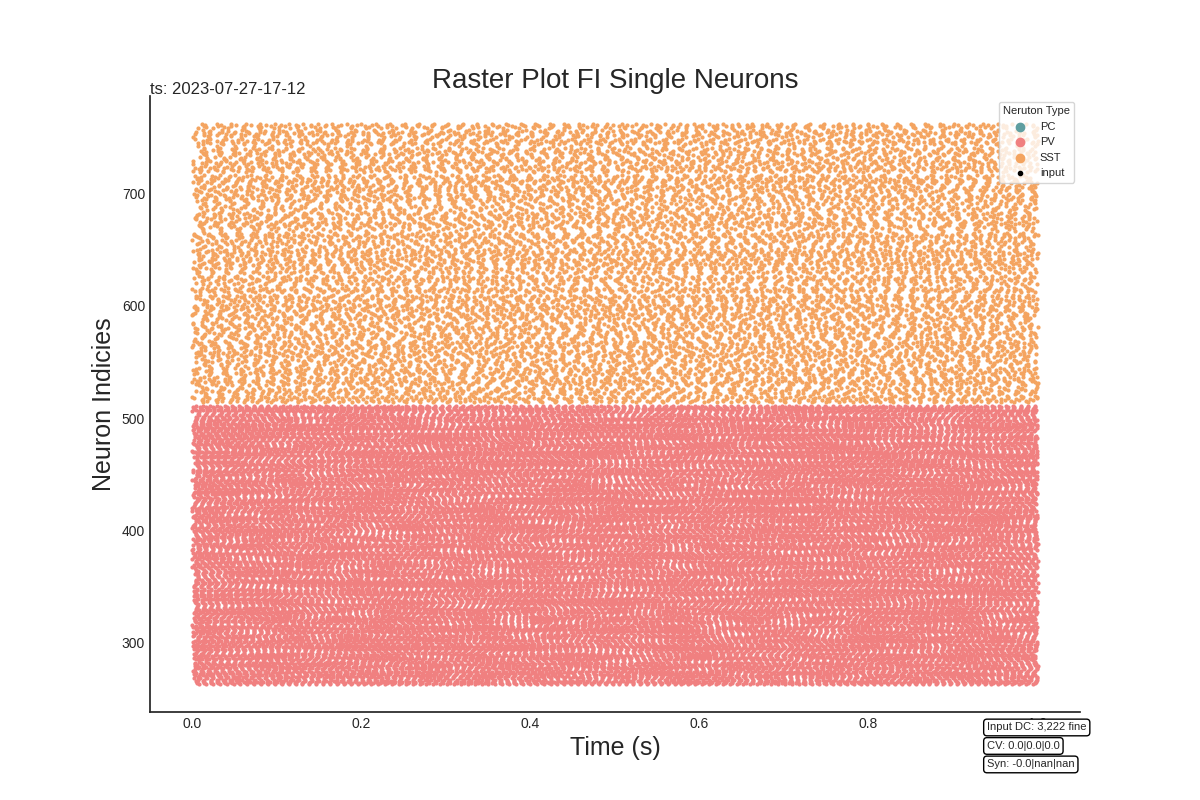 Raster Plot FI Single Neurons
ts: 2023-07-27-17-12
Neruton Type
PC
PV
SST
input
700
600
500
400
300
Neuron Indicies
0.0 0.2 0.4 0.6 0.8
Time (s)
Input DC: 3,222 fine
CV: 0.0|0.0|0.0
Syn: -0.0|nan|nan